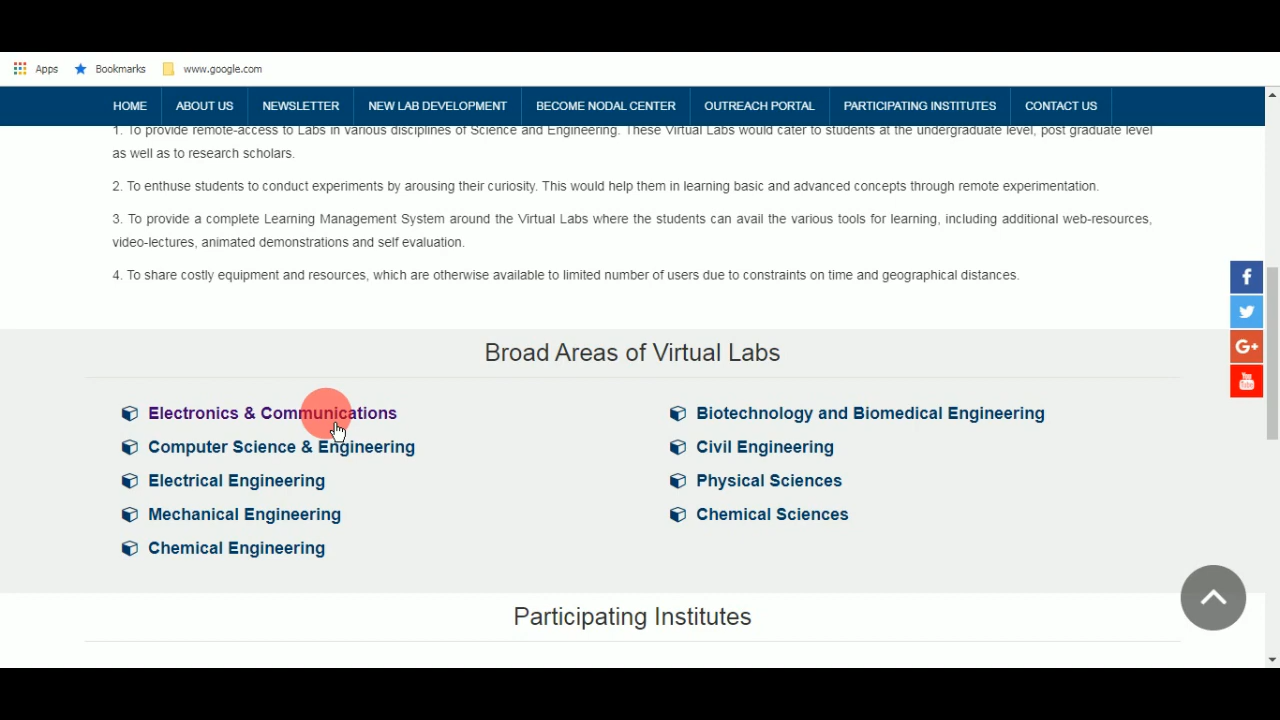 Apps Bookmarks www.google.com
HOME ABOUT US NEWSLETTER NEW LAB DEVELOPMENT BECOME NODAL CENTER OUTREACH PORTAL PARTICIPATING INSTITUTES CONTACT US
1. To provide remote-access to Labs in various disciplines of Science and Engineering. These Virtual Labs would cater to students at the undergraduate level, post graduate level
as well as to research scholars.
2. To enthuse students to conduct experiments by arousing their curiosity. This would help them in learning basic and advanced concepts through remote experimentation.
3. To provide a complete Learning Management System around the Virtual Labs where the students can avail the various tools for learning, including additional web-resources,
video-lectures, animated demonstrations and self evaluation.
4. To share costly equipment and resources, which are otherwise available to limited number of users due to constraints on time and geographical distances.
Broad Areas of Virtual Labs
Electronics & Communications
Computer Science & Engineering
Electrical Engineering
Mechanical Engineering
Chemical Engineering
Biotechnology and Biomedical Engineering
Civil Engineering
Physical Sciences
Chemical Sciences
Participating Institutes
f
G+
You
Tube